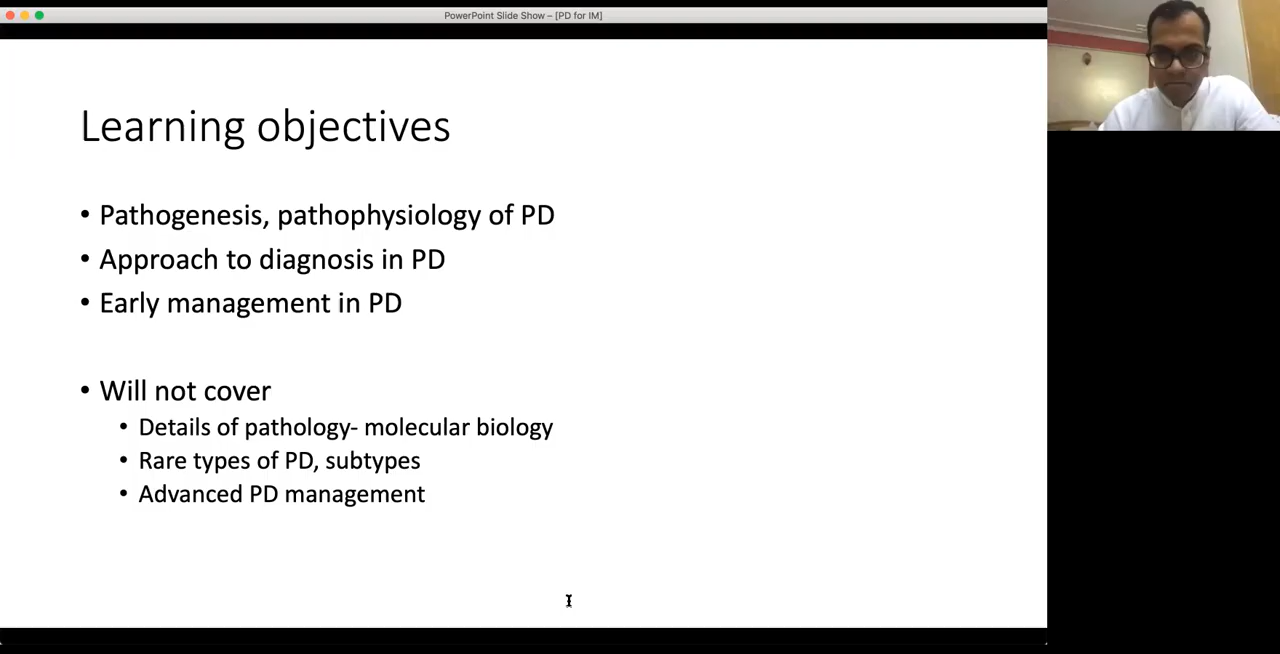 PowerPoint Slide Show – [PD for IM]
Learning objectives
• Pathogenesis, pathophysiology of PD
• Approach to diagnosis in PD
• Early management in PD
• Will not cover
• Details of pathology- molecular biology
• Rare types of PD, subtypes
• Advanced PD management